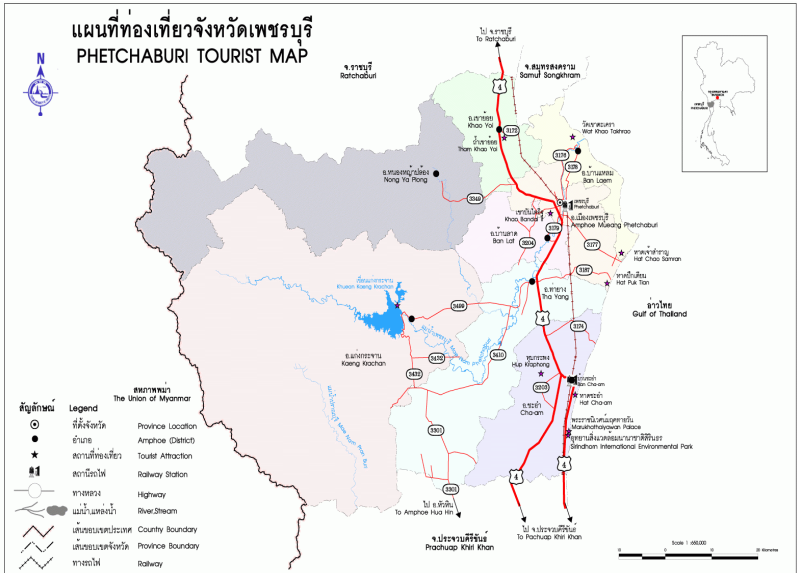 แผนที่ท่องเที่ยวจังหวัดเพชรบุรี
PHETCHABURI TOURIST MAP
N
ไป จ.ราชบุรี
To Ratchaburi
จ.ราชบุรี
Ratchaburi
จ.สมุทรสงคราม
Samut Songkhram
4
อ.เขาย้อย
Khao Yoi
3172
ถ้ำเขาย้อย
Tham Khao Yoi
วัดเขาตะเครา
Wat Khao Takhrao
3176
3178
อ.บ้านแหลม
Ban Laem
อ.หนองหญ้าปล้อง
Nong Ya Plong
3349
เพชรบุรี
Phetchaburi
เขาบันไดอิฐ
Khao Bandai It
อ.เมืองเพชรบุรี
Amphoe Mueang Phetchaburi
3179
อ.บ้านลาด
Ban Lat
3204
3177
หาดเจ้าสำราญ
Hat Chao Samran
3187
หาดปึกเตียน
Hat Puk Tian
เขื่อนแก่งกระจาน
Khuean Kaeng Krachan
อ.ท่ายาง
Tha Yang
อ่าวไทย
Gulf of Thailand
3499
4
3174
อ.แก่งกระจาน
Kaeng Krachan
3432
3410
3432
หุบกะพง
Hup Kraphong
3203
Ban Cha-am
หาดชะอำ
Hat Cha-am
อ.ชะอำ
Cha-am
พระราชนิเวศน์มฤคทายวัน
Marukhathaiyawan Palace
อุทยานสิ่งแวดล้อมนานาชาติสิรินธร
Sirindham International Environmental Park
3301
4
4
3301
ไป อ.หัวหิน
To Amphoe Hua Hin
จ.ประจวบคีรีขันธ์
Prachuap Khiri Khan
ไป จ.ประจวบคีรีขันธ์
To Pachuap Khiri Khan
สหภาพพม่า
The Union of Myanmar
สัญลักษณ์ Legend
ที่ตั้งจังหวัด Province Location
อำเภอ Amphoe (District)
สถานที่ท่องเที่ยว Tourist Attraction
สถานีรถไฟ Railway Station
ทางหลวง Highway
แม่น้ำ,แหล่งน้ำ River,Stream
เส้นขอบเขตประเทศ Country Boundary
เส้นขอบเขตจังหวัด Province Boundary
ทางรถไฟ Railway
Scale 1 :650,000